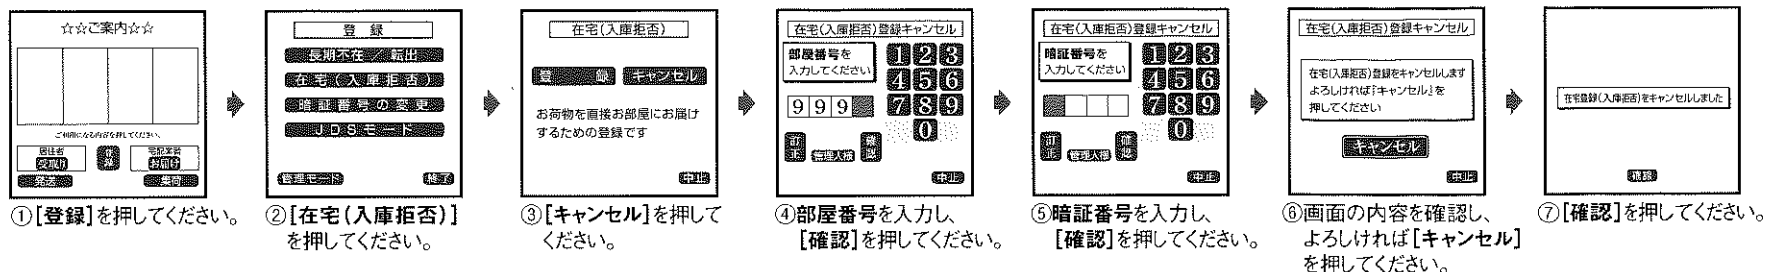 ☆☆ご案内☆☆
ご利用になる内容を押してください。
居住者
受取り
登録
宅配業者
お届け
発送
集荷
①[登録]を押してください。
登 録
長期不在／転出
在宅(入庫拒否)
暗証番号の変更
JDSモード
管理モード
終了
②[在宅(入庫拒否)]
を押してください。
在宅(入庫拒否)
登 録
キャンセル
お荷物を直接お部屋にお届け
するための登録です
中止
③[キャンセル]を押して
ください。
在宅(入庫拒否)登録キャンセル
部屋番号を
入力してください
1 2 3
4 5 6
7 8 9
0
9 9 9
訂正
管理人様
確認
中止
④部屋番号を入力し、
[確認]を押してください。
在宅(入庫拒否)登録キャンセル
暗証番号を
入力してください
1 2 3
4 5 6
7 8 9
0
訂正
管理人様
確認
中止
⑤暗証番号を入力し、
[確認]を押してください。
在宅(入庫拒否)登録キャンセル
在宅(入庫拒否)登録をキャンセルします
よろしければ『キャンセル』を
押してください
キャンセル
中止
⑥画面の内容を確認し、
よろしければ[キャンセル]
を押してください。
在宅登録(入庫拒否)をキャンセルしました
確認
⑦[確認]を押してください。